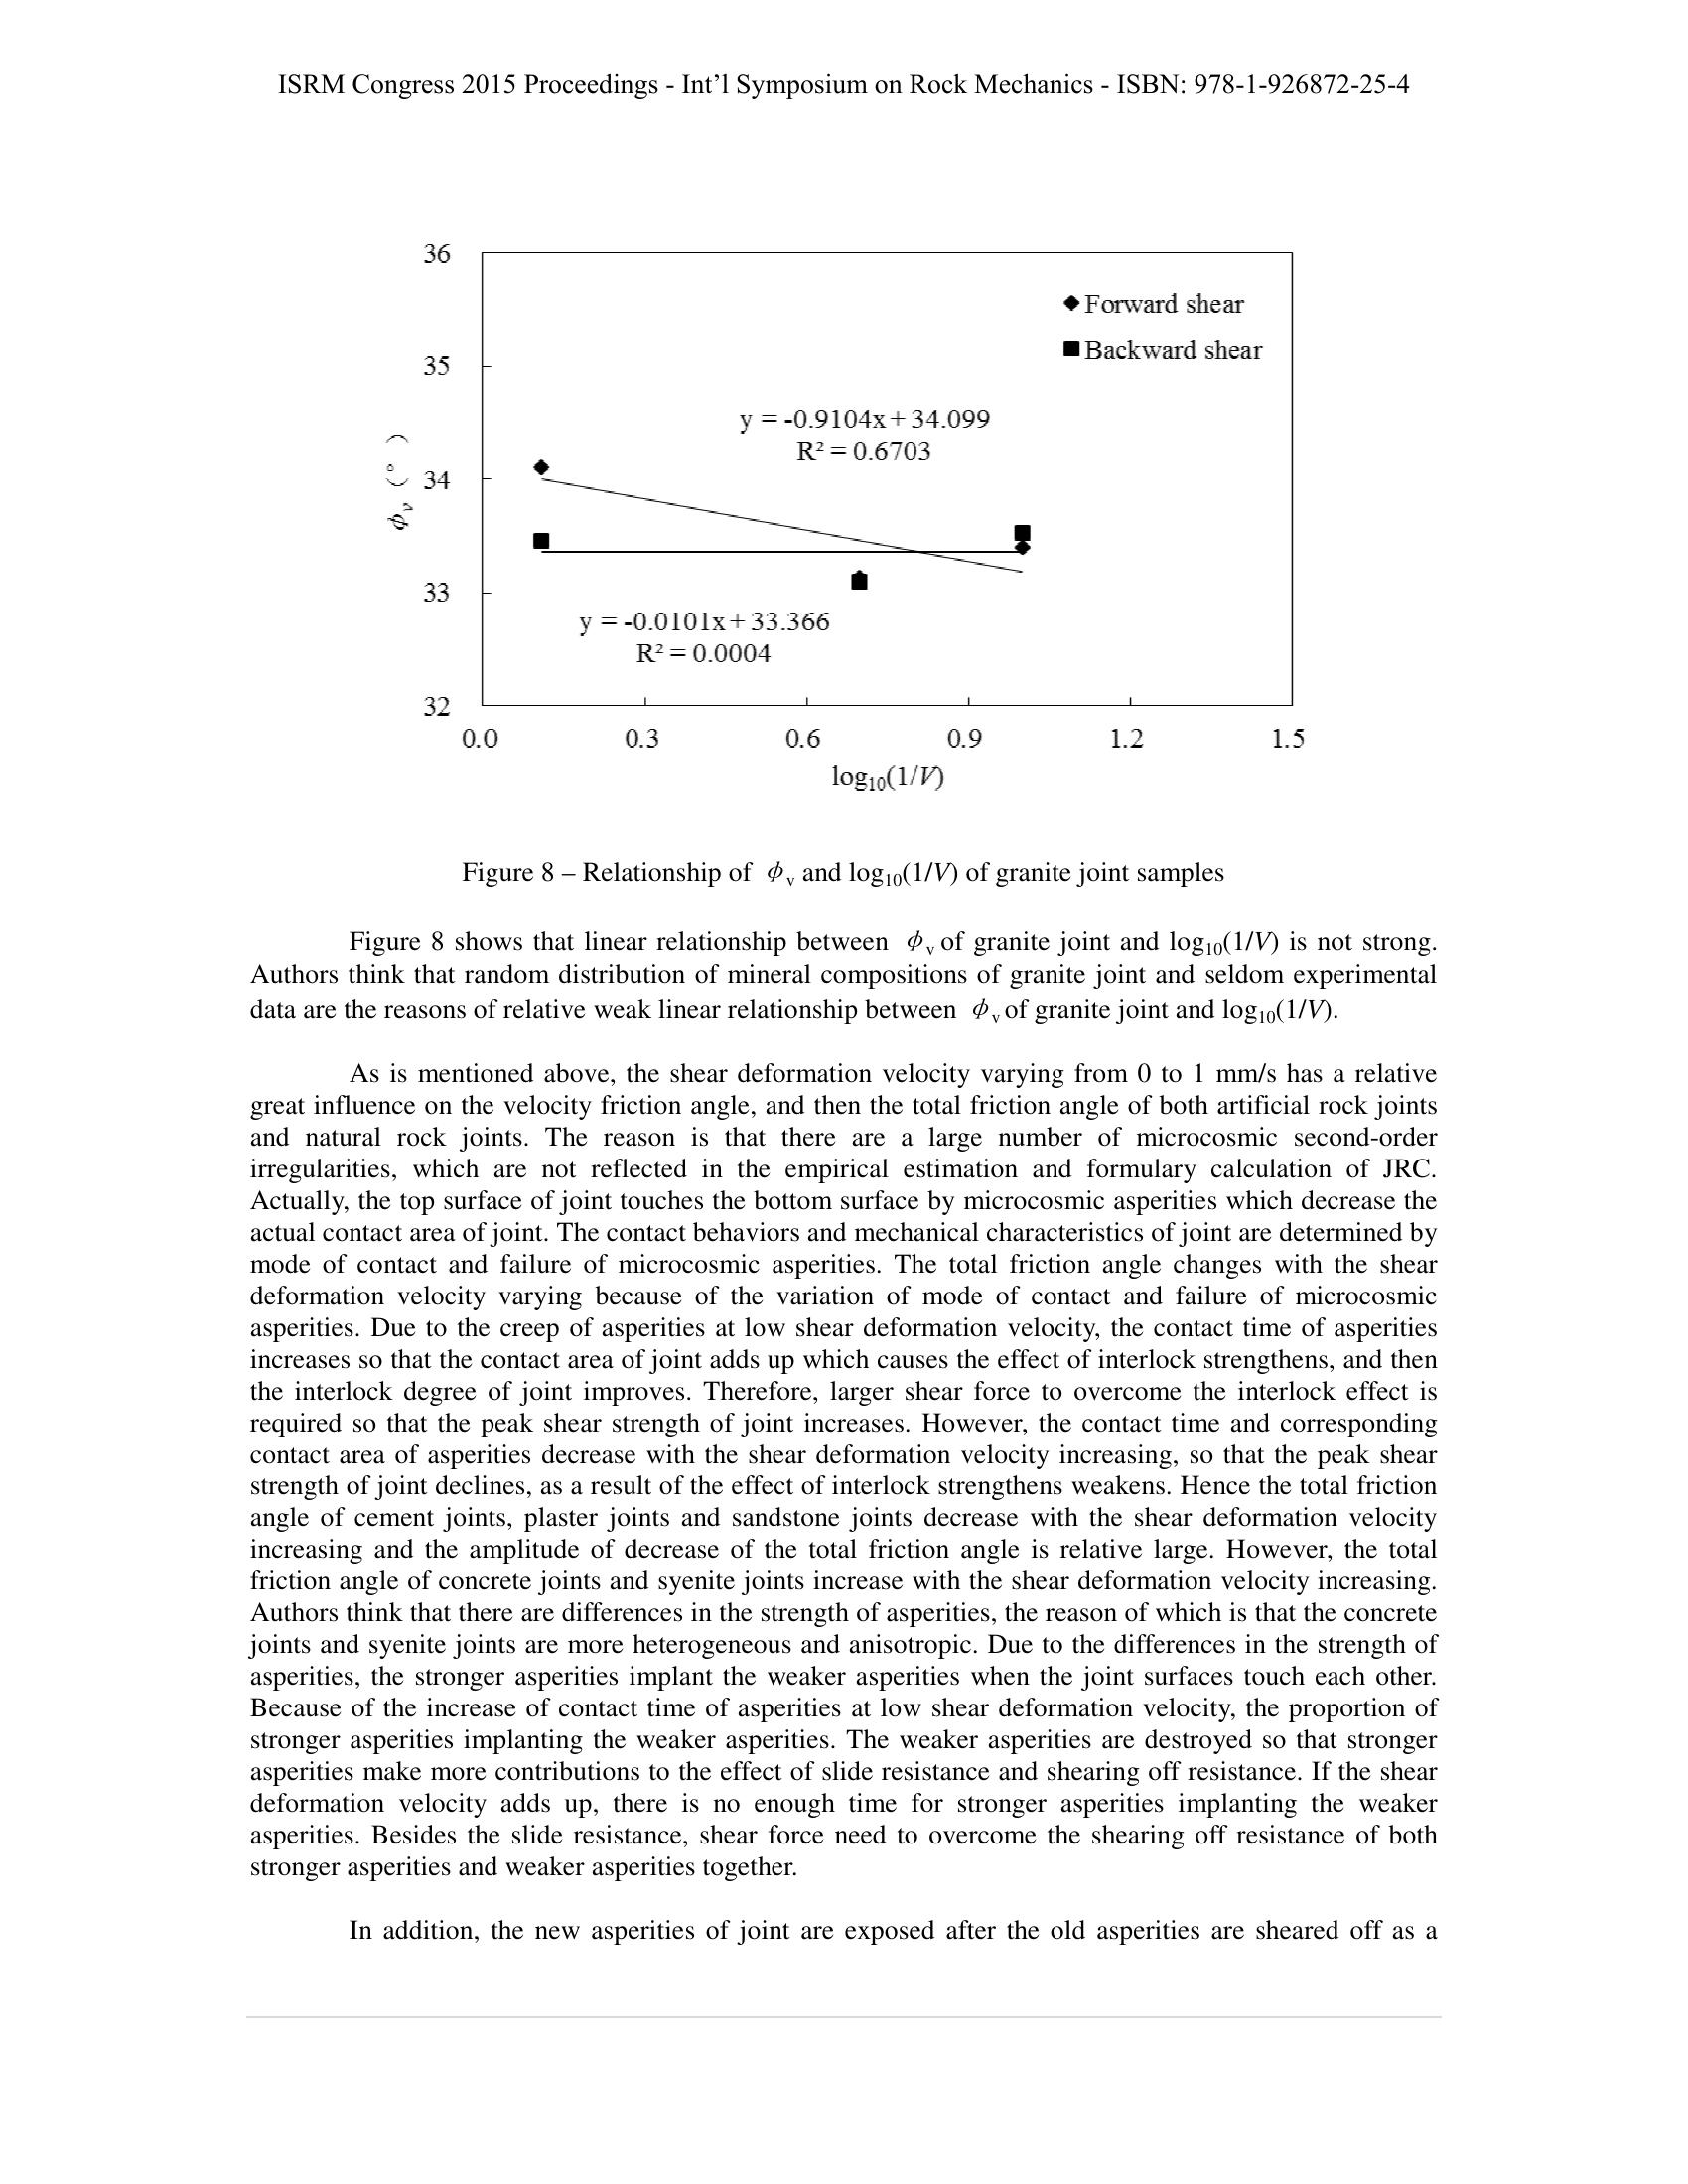 ISRM Congress 2015 Proceedings - Int’l Symposium on Rock Mechanics - ISBN: 978-1-926872-25-4
36
Forward shear
Backward shear
35
y = -0.9104x + 34.099
R² = 0.6703
ϕv (°)
34
33
y = -0.0101x + 33.366
R² = 0.0004
32
0.0 0.3 0.6 0.9 1.2 1.5
log10(1/V)
Figure 8 – Relationship of ϕv and log10(1/V) of granite joint samples
Figure 8 shows that linear relationship between ϕv of granite joint and log10(1/V) is not strong.
Authors think that random distribution of mineral compositions of granite joint and seldom experimental
data are the reasons of relative weak linear relationship between ϕv of granite joint and log10(1/V).
As is mentioned above, the shear deformation velocity varying from 0 to 1 mm/s has a relative
great influence on the velocity friction angle, and then the total friction angle of both artificial rock joints
and natural rock joints. The reason is that there are a large number of microcosmic second-order
irregularities, which are not reflected in the empirical estimation and formulary calculation of JRC.
Actually, the top surface of joint touches the bottom surface by microcosmic asperities which decrease the
actual contact area of joint. The contact behaviors and mechanical characteristics of joint are determined by
mode of contact and failure of microcosmic asperities. The total friction angle changes with the shear
deformation velocity varying because of the variation of mode of contact and failure of microcosmic
asperities. Due to the creep of asperities at low shear deformation velocity, the contact time of asperities
increases so that the contact area of joint adds up which causes the effect of interlock strengthens, and then
the interlock degree of joint improves. Therefore, larger shear force to overcome the interlock effect is
required so that the peak shear strength of joint increases. However, the contact time and corresponding
contact area of asperities decrease with the shear deformation velocity increasing, so that the peak shear
strength of joint declines, as a result of the effect of interlock strengthens weakens. Hence the total friction
angle of cement joints, plaster joints and sandstone joints decrease with the shear deformation velocity
increasing and the amplitude of decrease of the total friction angle is relative large. However, the total
friction angle of concrete joints and syenite joints increase with the shear deformation velocity increasing.
Authors think that there are differences in the strength of asperities, the reason of which is that the concrete
joints and syenite joints are more heterogeneous and anisotropic. Due to the differences in the strength of
asperities, the stronger asperities implant the weaker asperities when the joint surfaces touch each other.
Because of the increase of contact time of asperities at low shear deformation velocity, the proportion of
stronger asperities implanting the weaker asperities. The weaker asperities are destroyed so that stronger
asperities make more contributions to the effect of slide resistance and shearing off resistance. If the shear
deformation velocity adds up, there is no enough time for stronger asperities implanting the weaker
asperities. Besides the slide resistance, shear force need to overcome the shearing off resistance of both
stronger asperities and weaker asperities together.
In addition, the new asperities of joint are exposed after the old asperities are sheared off as a